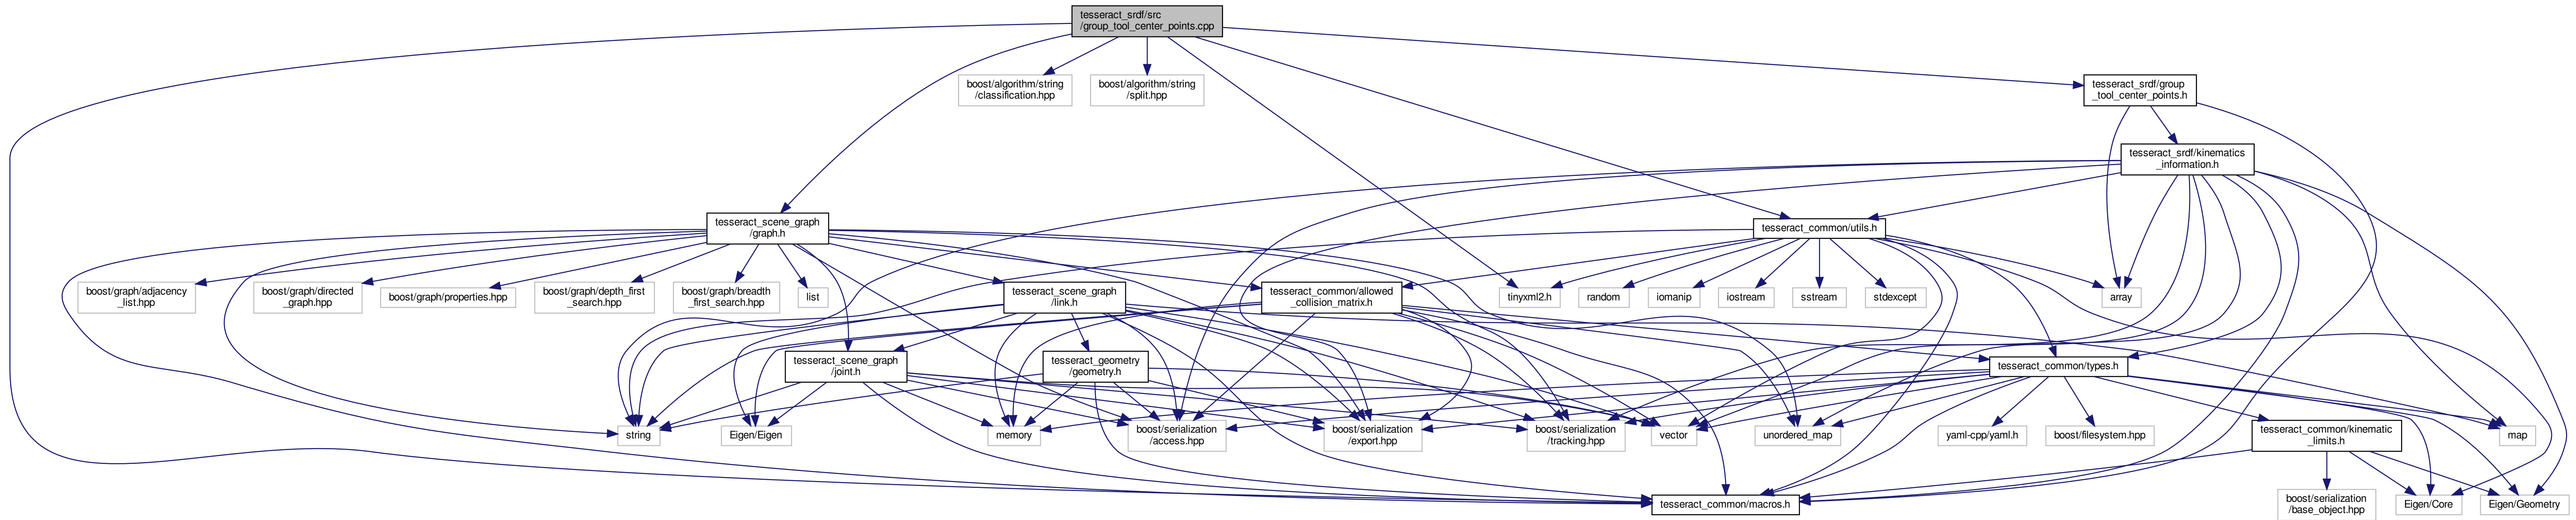 tesseract_srdf/src
/group_tool_center_points.cpp
boost/algorithm/string
/classification.hpp
boost/algorithm/string
/split.hpp
tesseract_srdf/group
_tool_center_points.h
tesseract_srdf/kinematics
_information.h
tesseract_scene_graph
/graph.h
tesseract_common/utils.h
boost/graph/adjacency
_list.hpp
boost/graph/directed
_graph.hpp
boost/graph/properties.hpp
boost/graph/depth_first
_search.hpp
boost/graph/breadth
_first_search.hpp
list
tesseract_scene_graph
/link.h
tesseract_common/allowed
_collision_matrix.h
tinyxml2.h
random
iomanip
iostream
sstream
stdexcept
array
tesseract_scene_graph
/joint.h
tesseract_geometry
/geometry.h
tesseract_common/types.h
string
Eigen/Eigen
memory
boost/serialization
/access.hpp
boost/serialization
/export.hpp
boost/serialization
/tracking.hpp
vector
unordered_map
yaml-cpp/yaml.h
boost/filesystem.hpp
tesseract_common/kinematic
_limits.h
map
tesseract_common/macros.h
boost/serialization
/base_object.hpp
Eigen/Core
Eigen/Geometry